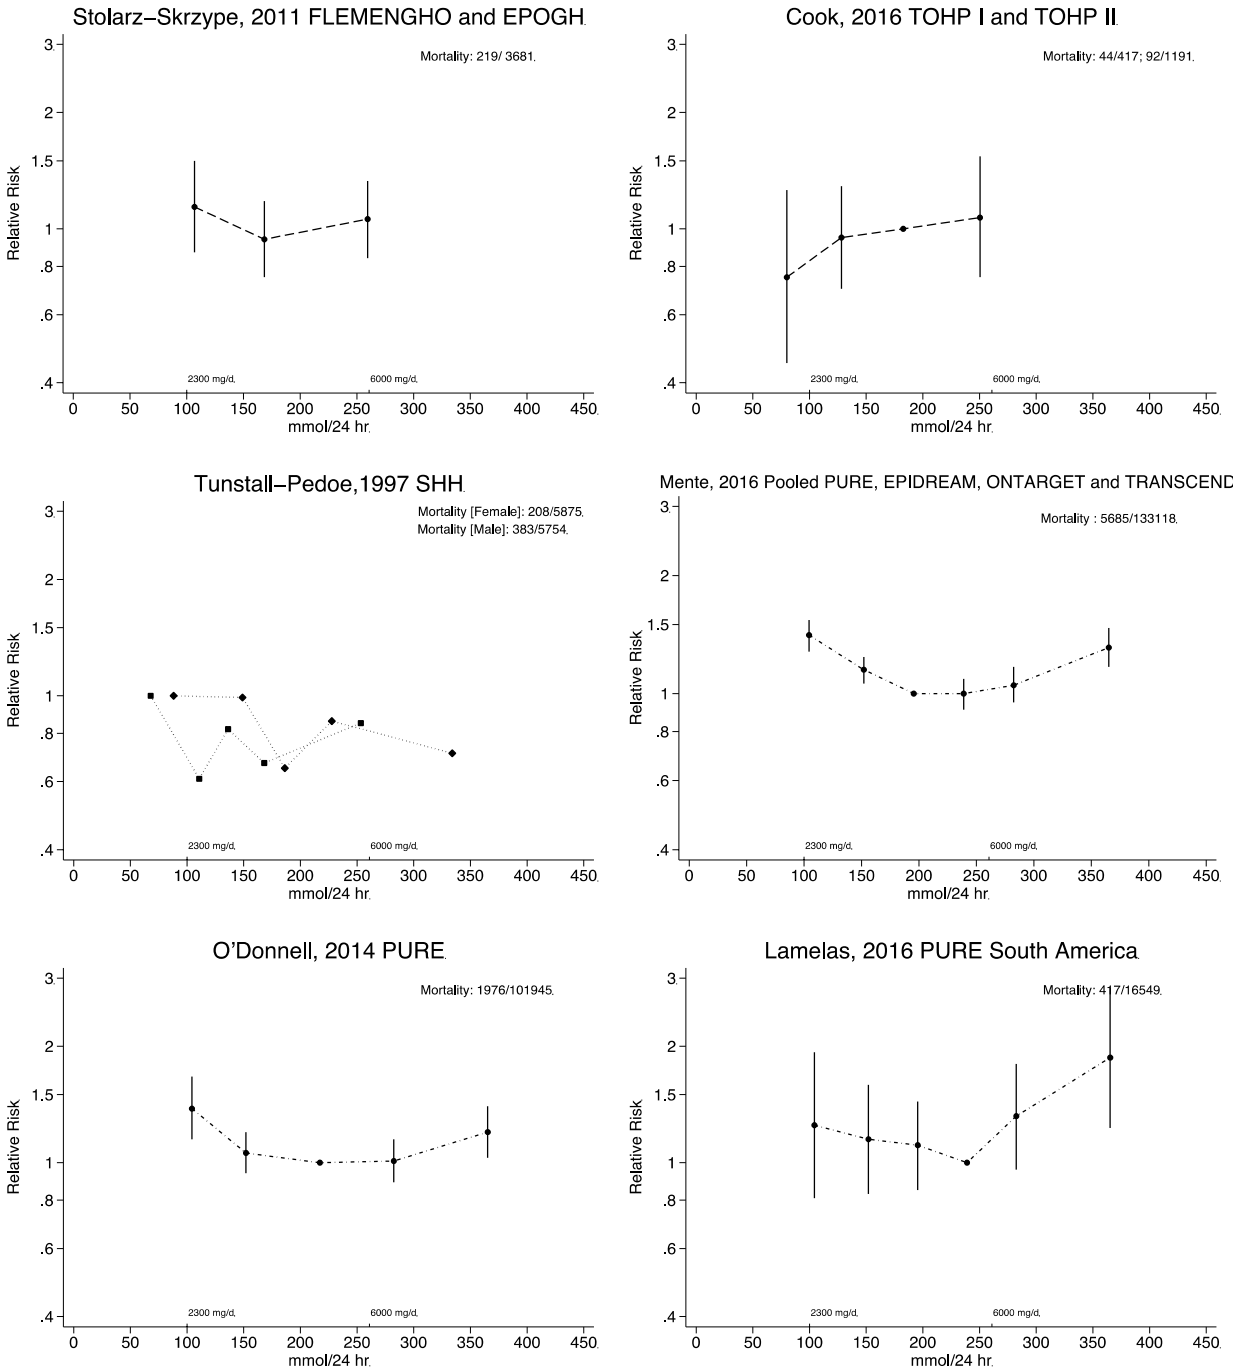 Stolarz−Skrzype, 2011 FLEMENGHO and EPOGH
Mortality: 219/ 3681
3
2
1.5
1
.8
.6
.4
Relative Risk
2300 mg/d
6000 mg/d
0 50 100 150 200 250 300 350 400 450
mmol/24 hr
Cook, 2016 TOHP I and TOHP II
Mortality: 44/417; 92/1191
3
2
1.5
1
.8
.6
.4
Relative Risk
2300 mg/d
6000 mg/d
0 50 100 150 200 250 300 350 400 450
mmol/24 hr
Tunstall−Pedoe,1997 SHH
Mortality [Female]: 208/5875
Mortality [Male]: 383/5754
3
2
1.5
1
.8
.6
.4
Relative Risk
2300 mg/d
6000 mg/d
0 50 100 150 200 250 300 350 400 450
mmol/24 hr
Mente, 2016 Pooled PURE, EPIDREAM, ONTARGET and TRANSCEND
Mortality : 5685/133118
3
2
1.5
1
.8
.6
.4
Relative Risk
2300 mg/d
6000 mg/d
0 50 100 150 200 250 300 350 400 450
mmol/24 hr
O'Donnell, 2014 PURE
Mortality: 1976/101945
3
2
1.5
1
.8
.6
.4
Relative Risk
2300 mg/d
6000 mg/d
0 50 100 150 200 250 300 350 400 450
mmol/24 hr
Lamelas, 2016 PURE South America
Mortality: 417/16549
3
2
1.5
1
.8
.6
.4
Relative Risk
2300 mg/d
6000 mg/d
0 50 100 150 200 250 300 350 400 450
mmol/24 hr